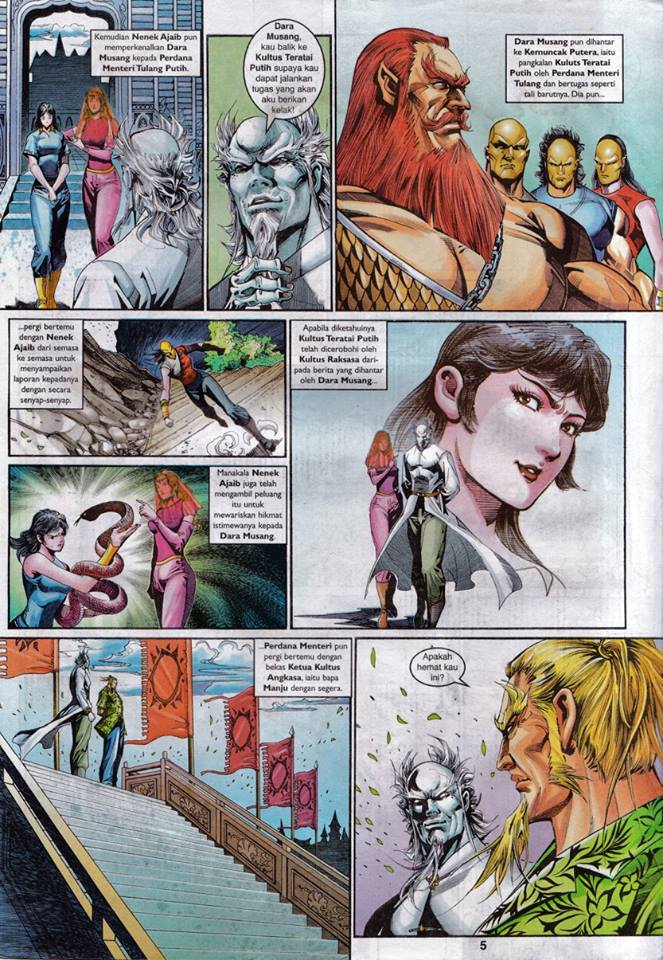 Kemudian Nenek Ajaib pun
memperkenalkan Dara
Musang kepada Perdana
Menteri Tulang Putih.
Dara
Musang,
kau balik ke
Kultus Teratai
Putih supaya kau
dapat jalankan
tugas yang akan
aku berikan
kelak!
Dara Musang pun dihantar
ke Kemuncak Putera, iaitu
pangkalan Kuluts Teratai
Putih oleh Perdana Menteri
Tulang dan bertugas seperti
tali barutnya. Dia pun...
...pergi bertemu
dengan Nenek
Ajaib dari semasa
ke semasa untuk
menyampaikan
laporan kepadanya
dengan secara
senyap-senyap.
Apabila diketahuinya
Kultus Teratai Putih
telah dicerobohi oleh
Kultus Raksasa dari-
pada berita yang dihantar
oleh Dara Musang...
Manakala Nenek
Ajaib juga telah
mengambil peluang
itu untuk
mewariskan hikmat
istimewanya kepada
Dara Musang.
...Perdana Menteri pun
pergi bertemu dengan
bekas Ketua Kultus
Angkasa, iaitu bapa
Manju dengan segera.
Apakah
hemat kau
ini?
5